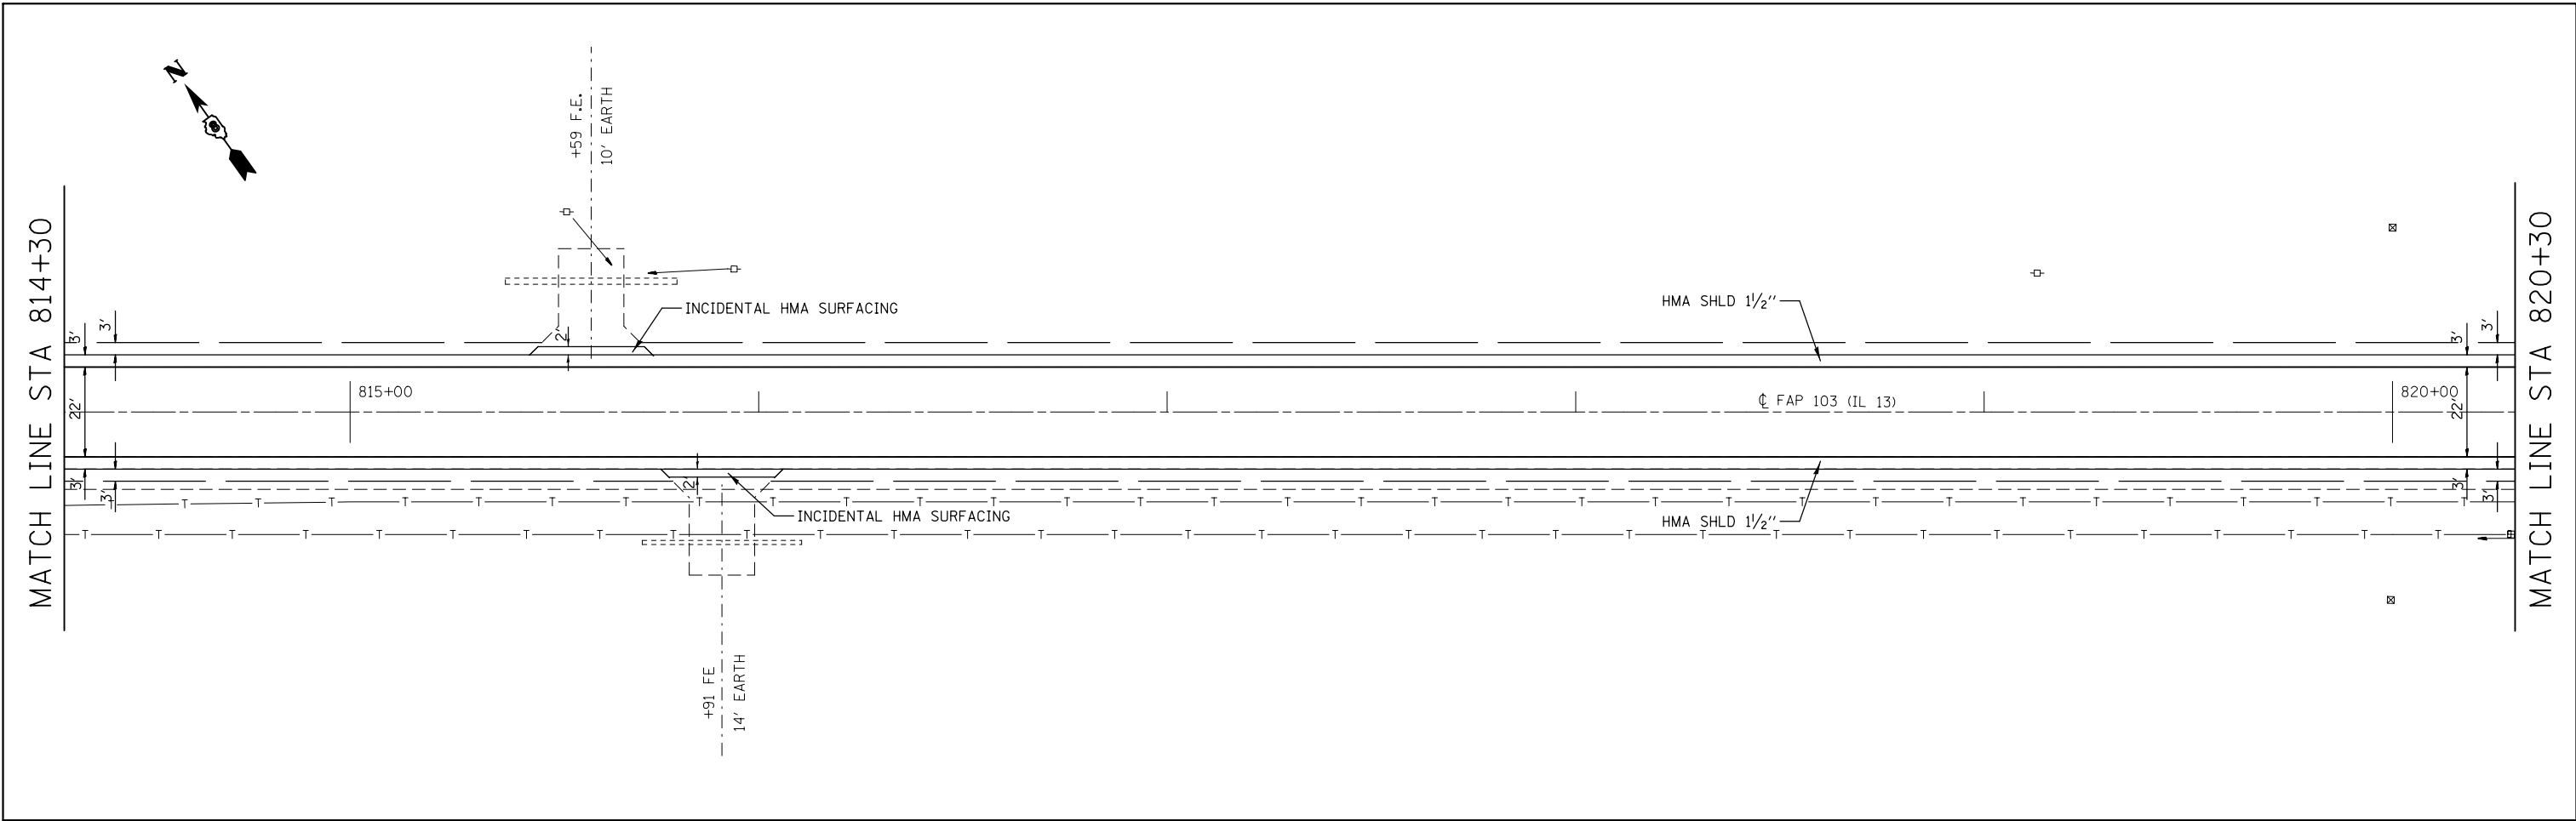 N
8
+59 F.E.
10' EARTH
MATCH LINE STA 814+30
MATCH LINE STA 820+30
INCIDENTAL HMA SURFACING
HMA SHLD 1½"
3'
3'
2'
3'
3'
815+00
820+00
22'
22'
℄ FAP 103 (IL 13)
3'
3'
2'
3'
3'
INCIDENTAL HMA SURFACING
HMA SHLD 1½"
T T T T T T T T T T T T T T T T T T T T T T T T T T T T T T T T T
T T T T T T T T T T T T T T T T T T T T T T T T T T T T T T T T T
+91 FE
14' EARTH